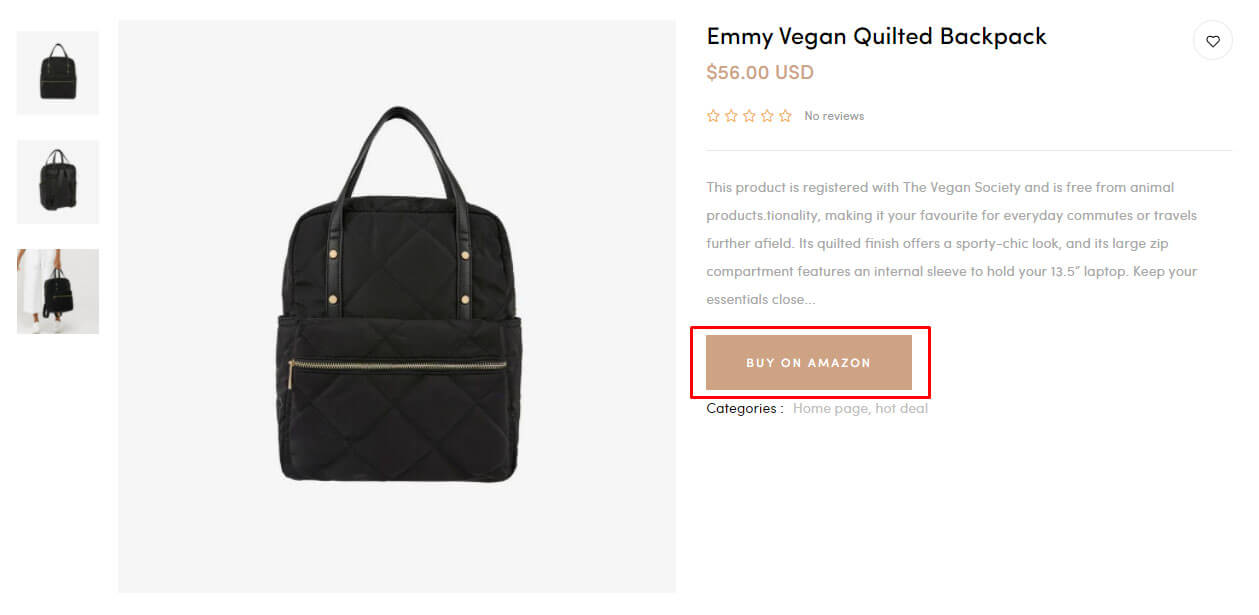 Emmy Vegan Quilted Backpack
$56.00 USD
No reviews
This product is registered with The Vegan Society and is free from animal
products.tionality, making it your favourite for everyday commutes or travels
further afield. Its quilted finish offers a sporty-chic look, and its large zip
compartment features an internal sleeve to hold your 13.5” laptop. Keep your
essentials close...
BUY ON AMAZON
Categories : Home page, hot deal